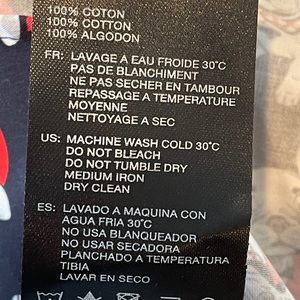 100% COTON
100% COTTON
100% ALGODON
FR: LAVAGE A EAU FROIDE 30°C
PAS DE BLANCHIMENT
NE PAS SECHER EN TAMBOUR
REPASSAGE A TEMPERATURE
MOYENNE
NETTOYAGE A SEC
US: MACHINE WASH COLD 30°C
DO NOT BLEACH
DO NOT TUMBLE DRY
MEDIUM IRON
DRY CLEAN
ES: LAVADO A MAQUINA CON
AGUA FRIA 30°C
NO USA BLANQUEADOR
NO USAR SECADORA
PLANCHADO A TEMPERATURA
TIBIA
LAVAR EN SECO